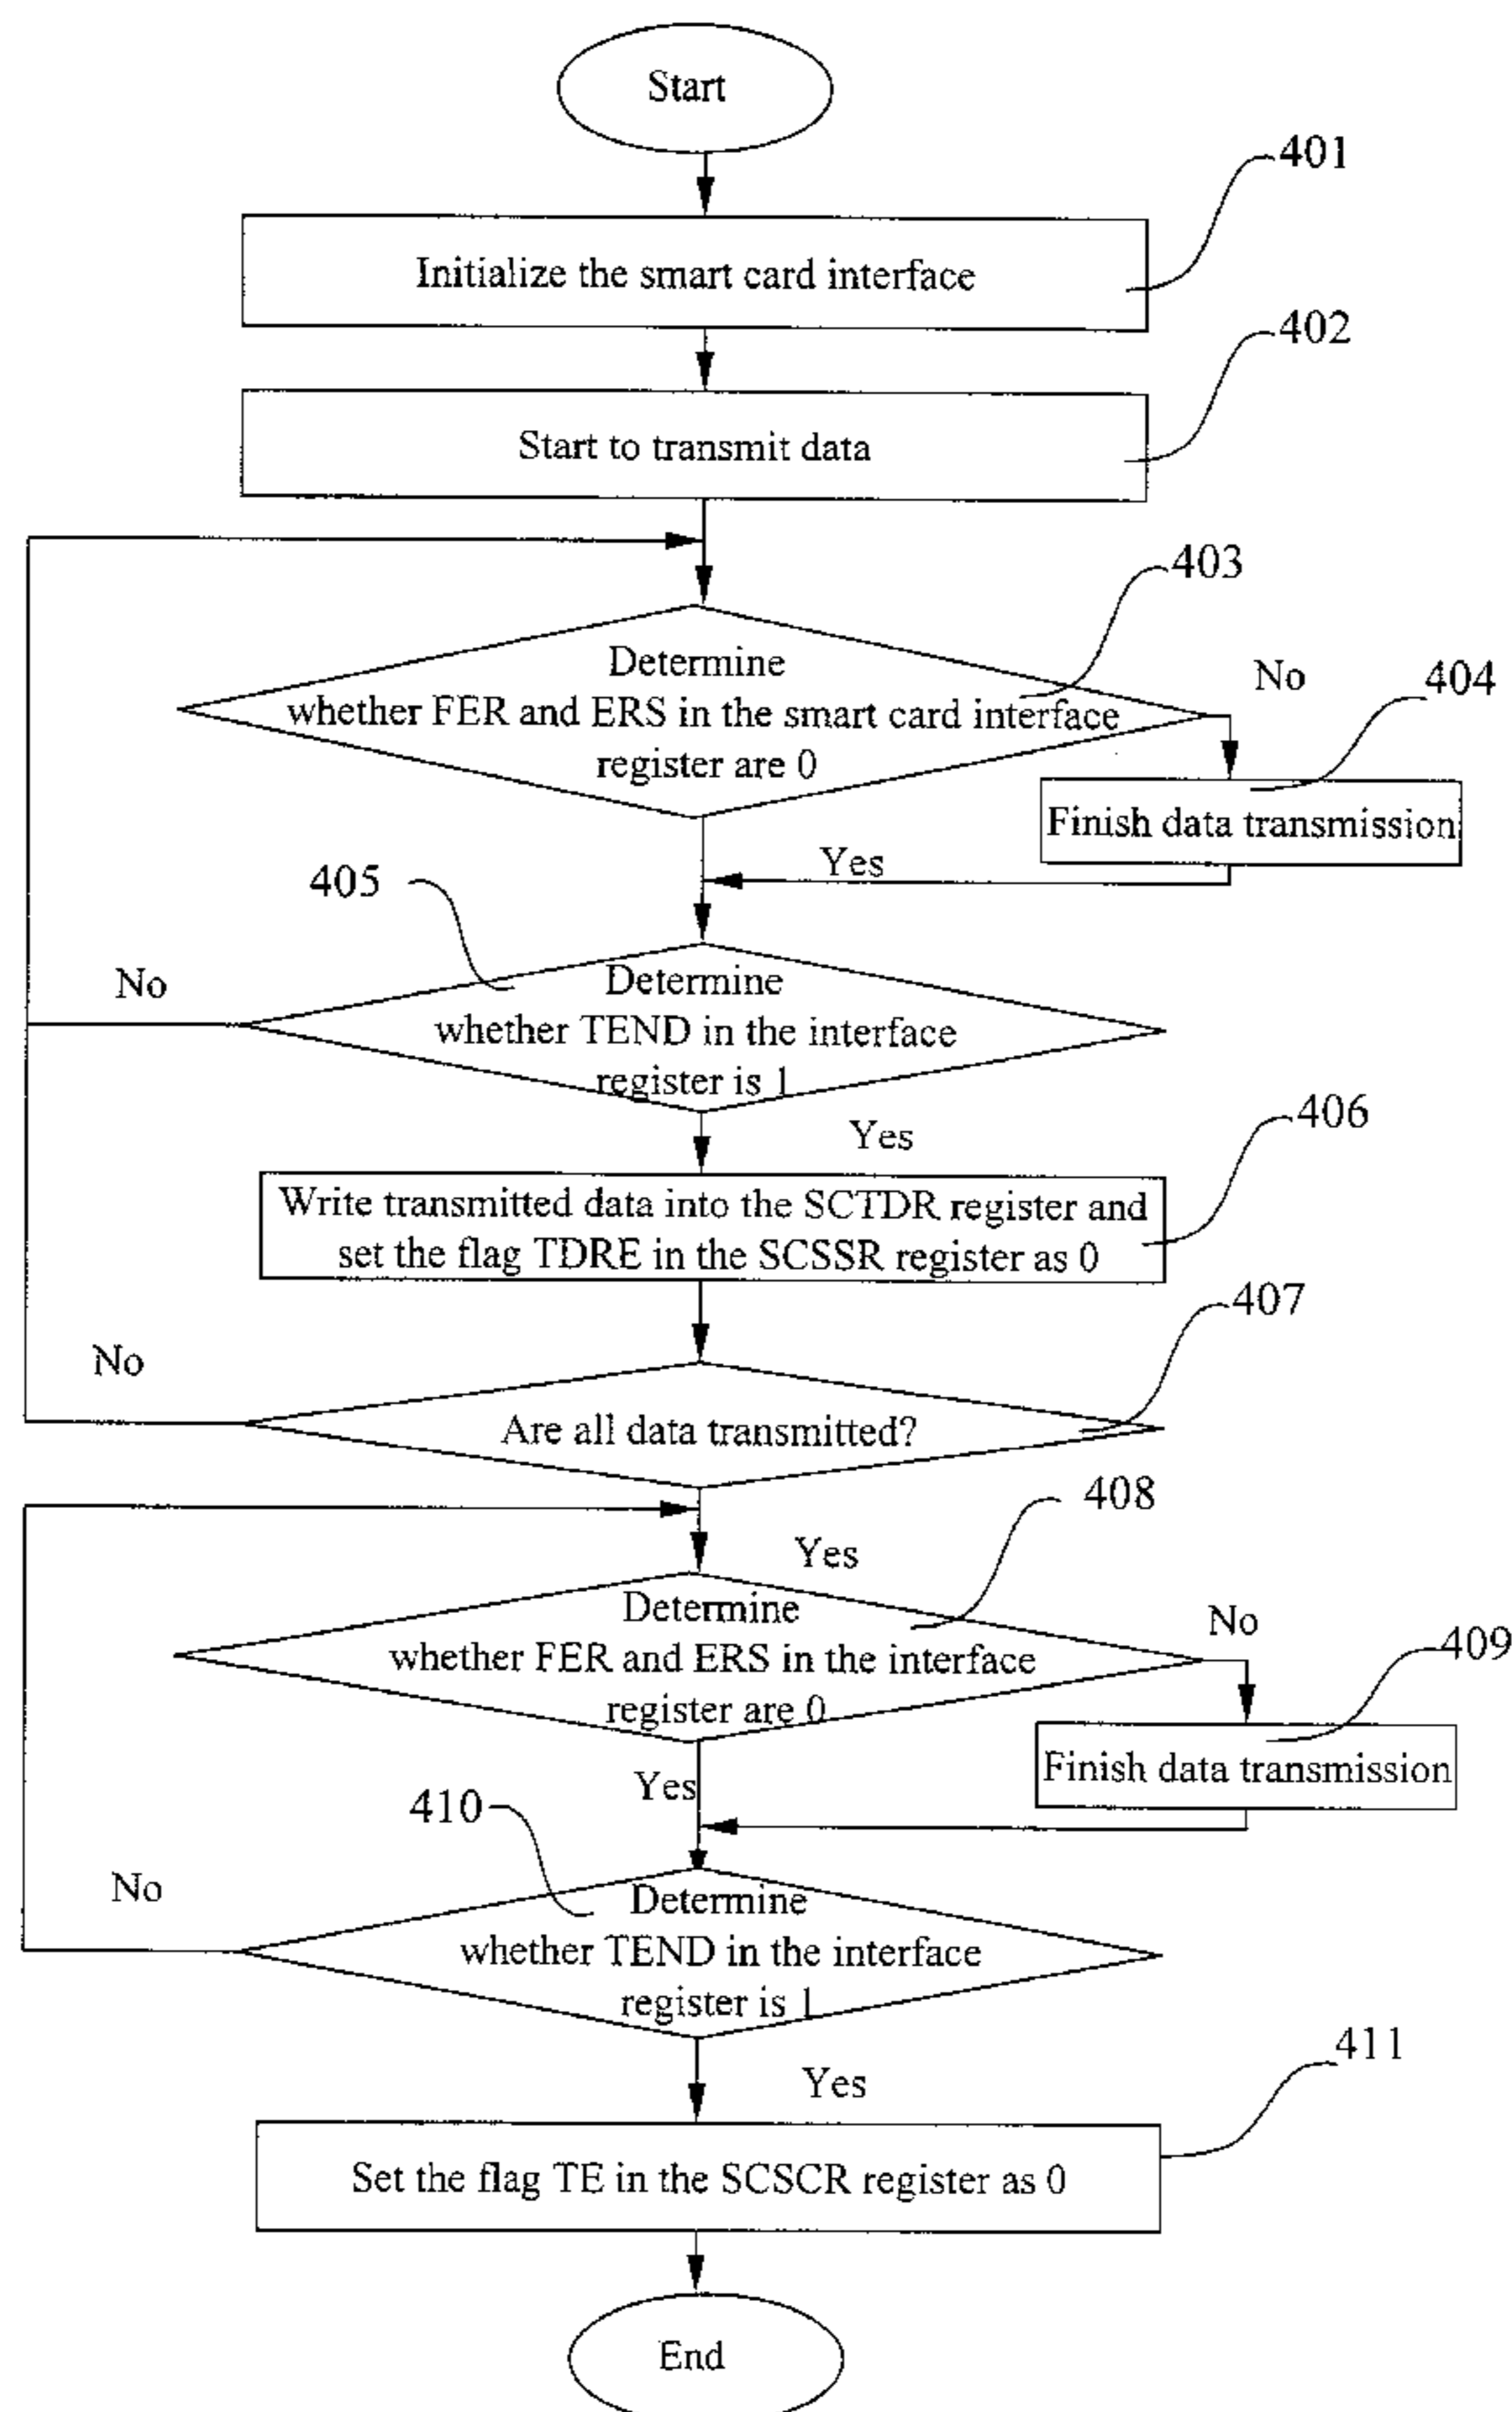 Start
401
Initialize the smart card interface
402
Start to transmit data
403
Determine
whether FER and ERS in the smart card interface
register are 0
No
404
Finish data transmission
Yes
405
No
Determine
whether TEND in the interface
register is 1
Yes
406
Write transmitted data into the SCTDR register and
set the flag TDRE in the SCSSR register as 0
407
No
Are all data transmitted?
408
Yes
Determine
whether FER and ERS in the interface
register are 0
No
409
Finish data transmission
Yes
410
No
Determine
whether TEND in the interface
register is 1
Yes
411
Set the flag TE in the SCSCR register as 0
End